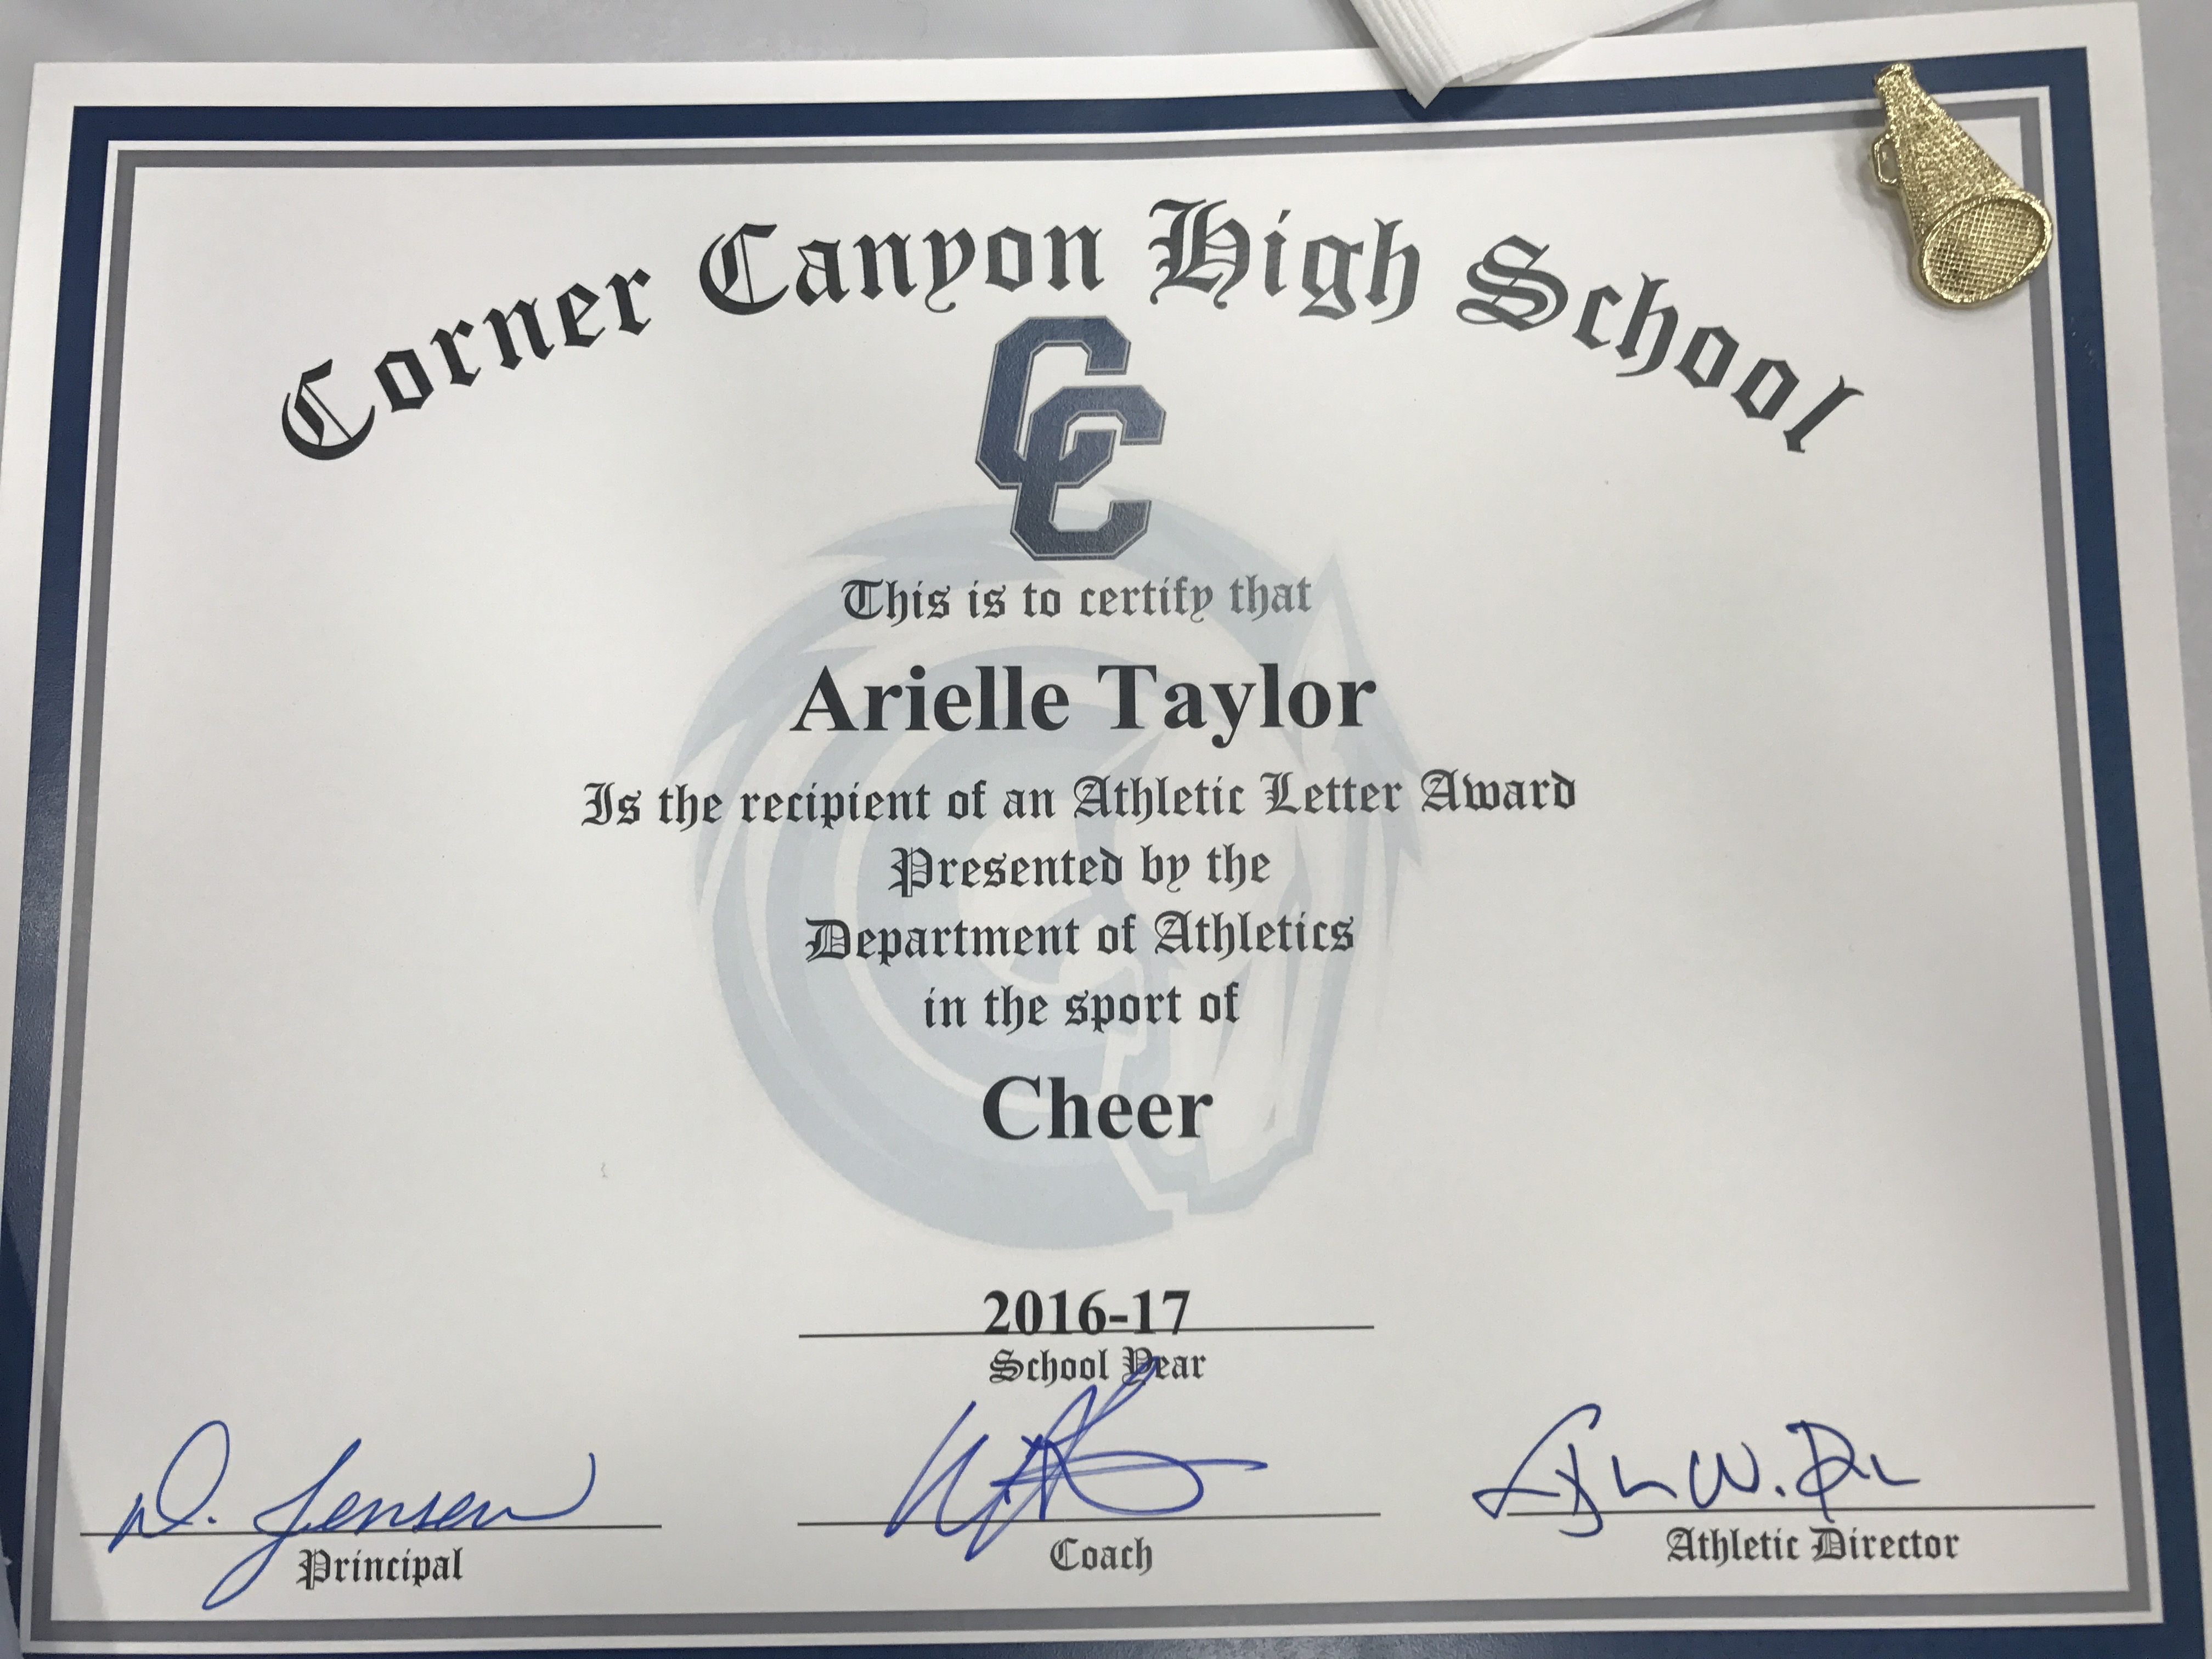 Corner Canyon High School
CC
This is to certify that
Arielle Taylor
Is the recipient of an Athletic Letter Award
Presented by the
Department of Athletics
in the sport of
Cheer
2016-17
School Year
D. Jensen
Principal
Coach
Athletic Director